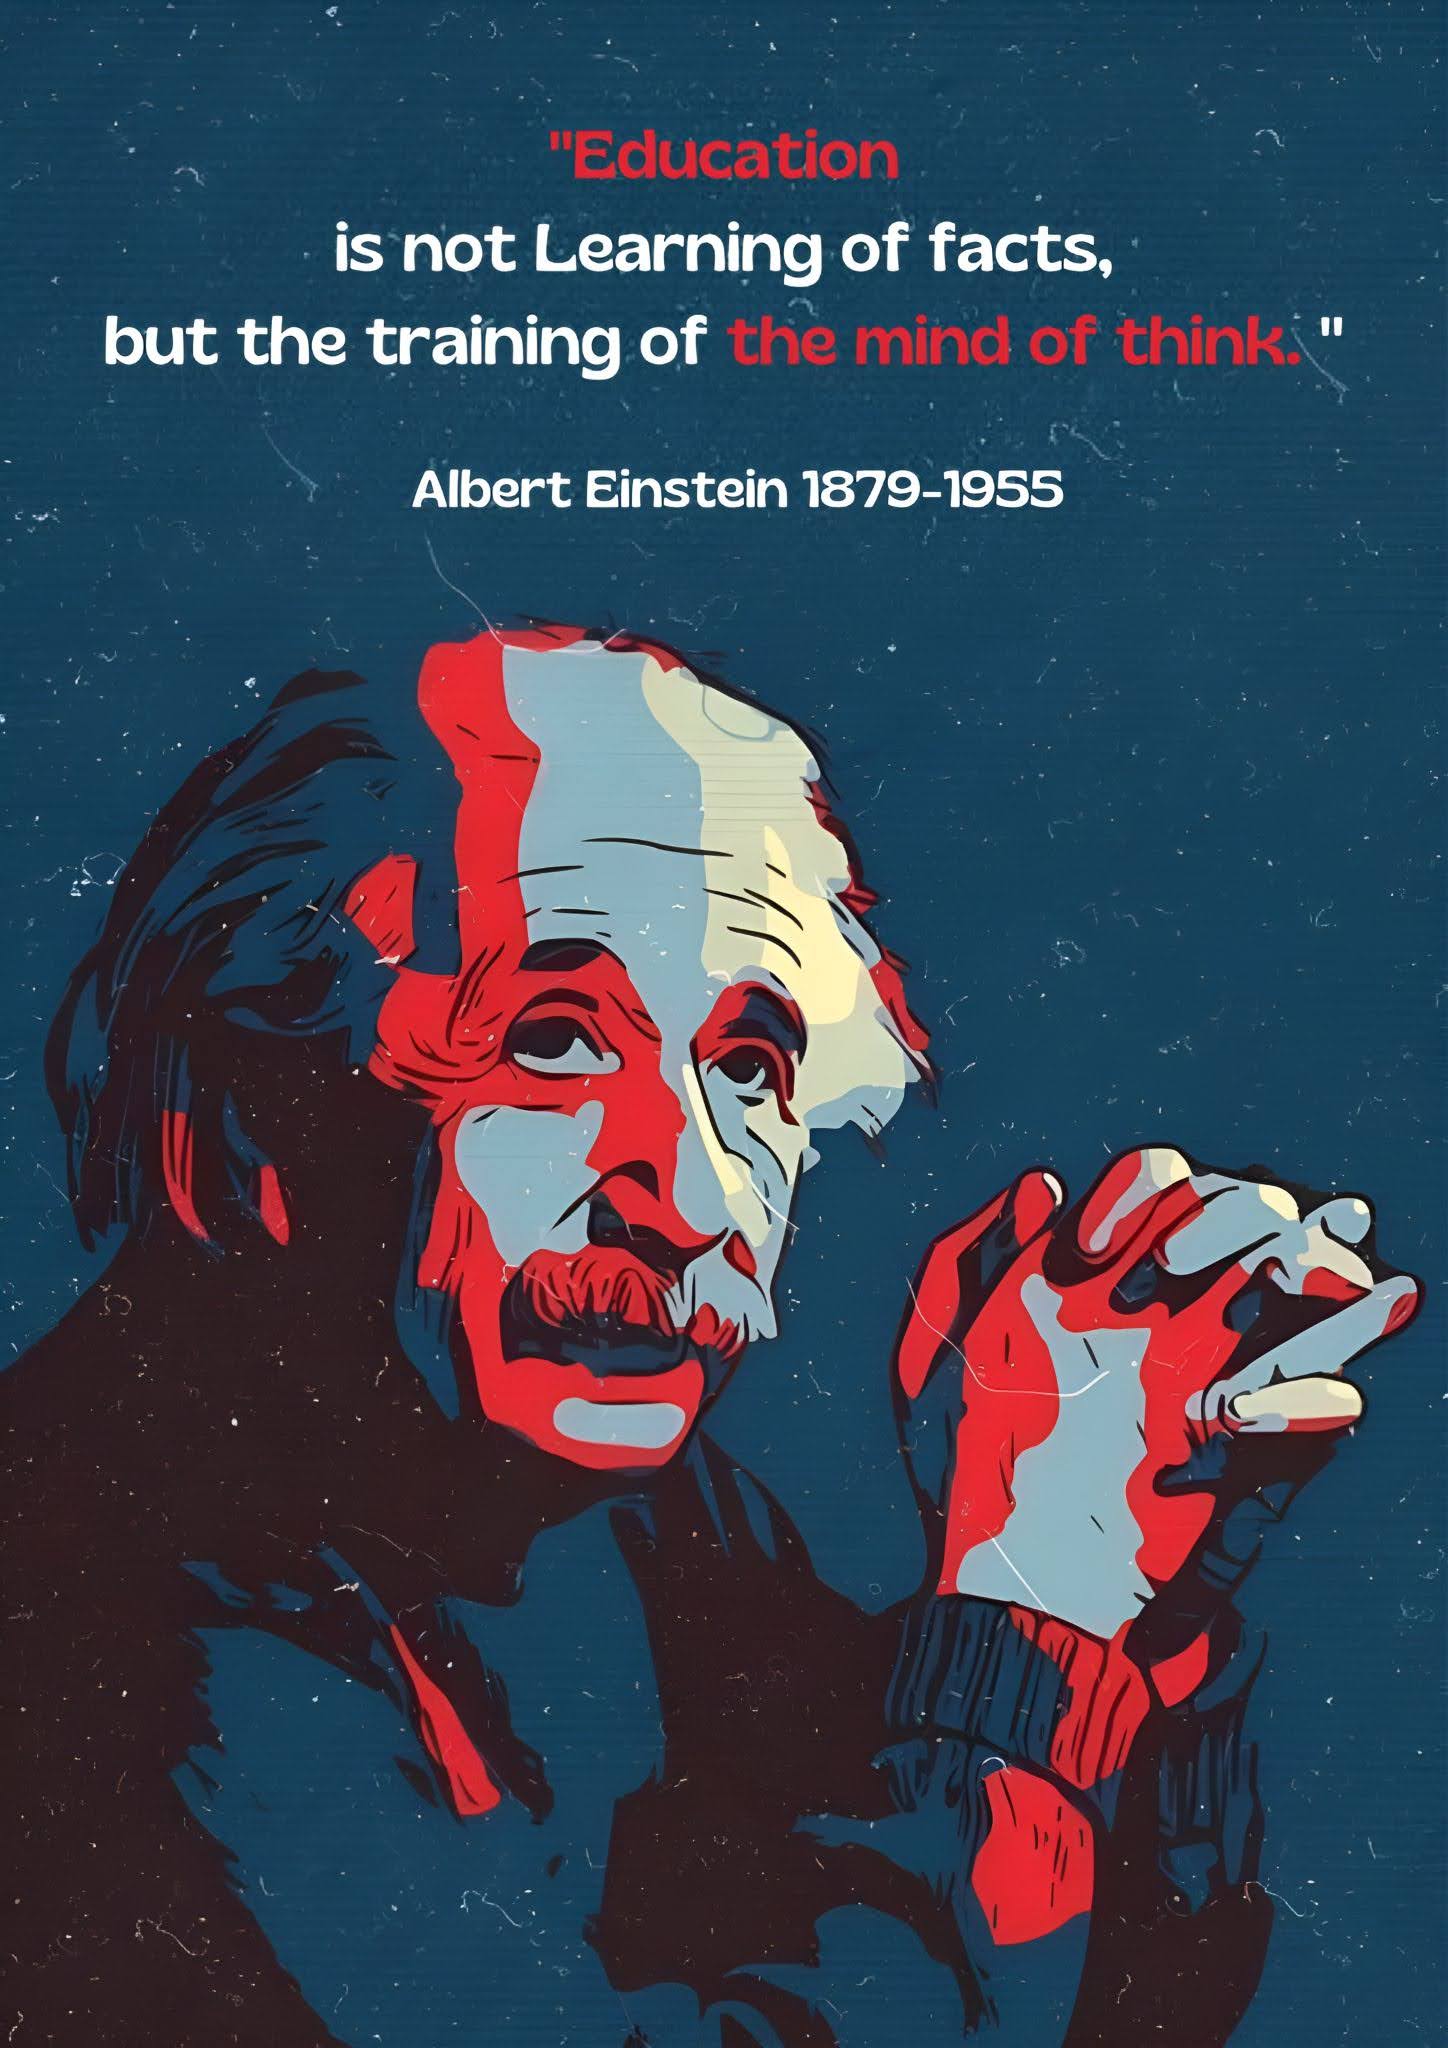 "Education
is not Learning of facts,
but the training of the mind of think. "
Albert Einstein 1879-1955